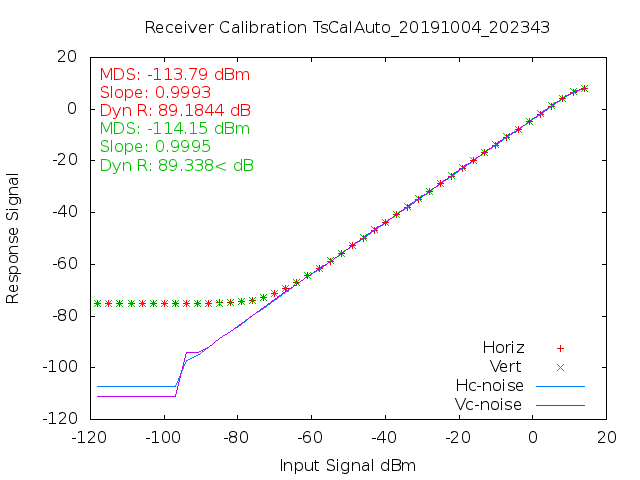 Receiver Calibration TsCalAuto_20191004_202343
20
0
-20
-40
-60
-80
-100
-120
Response Signal
MDS: -113.79 dBm
Slope: 0.9993
Dyn R: 89.1844 dB
MDS: -114.15 dBm
Slope: 0.9995
Dyn R: 89.338< dB
Horiz
Vert
Hc-noise
Vc-noise
-120 -100 -80 -60 -40 -20 0 20
Input Signal dBm